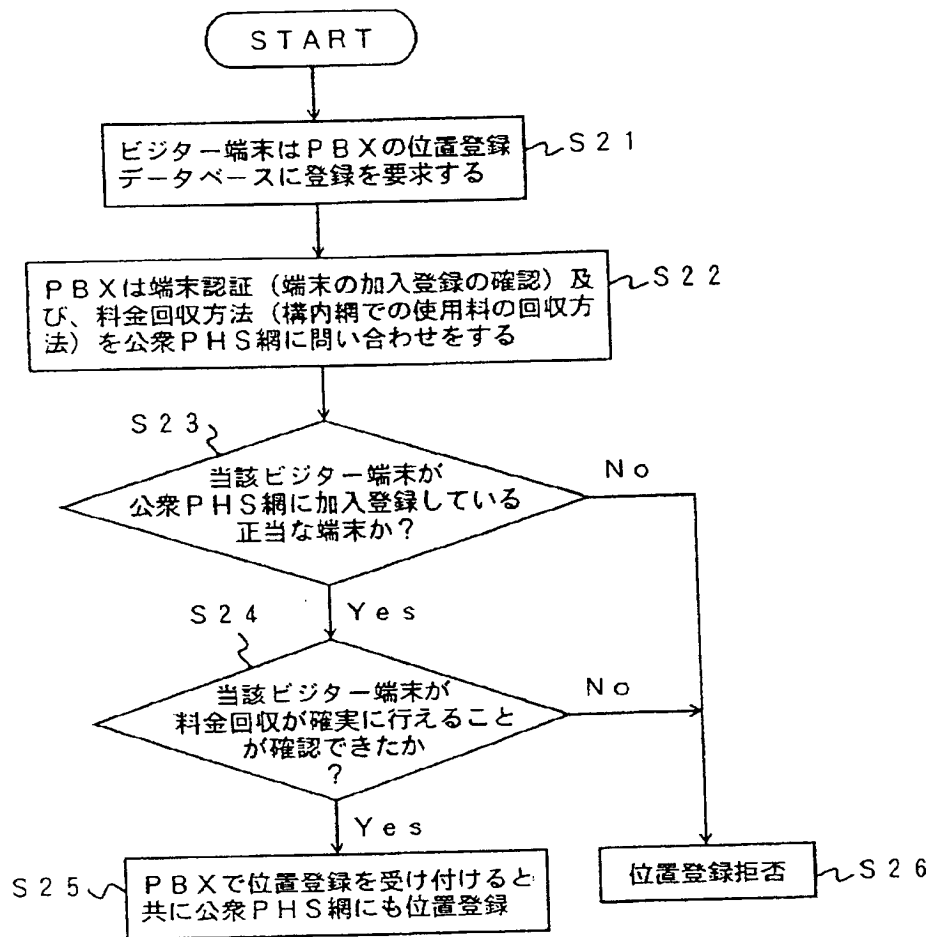 START
ビジター端末はPBXの位置登録
データベースに登録を要求する
S21
PBXは端末認証（端末の加入登録の確認）及
び、料金回収方法（構内網での使用料の回収方
法）を公衆PHS網に問い合わせをする
S22
S23
当該ビジター端末が
公衆PHS網に加入登録している
正当な端末か？
No
Yes
S24
当該ビジター端末が
料金回収が確実に行えること
が確認できたか
？
No
Yes
S25
PBXで位置登録を受け付けると
共に公衆PHS網にも位置登録
位置登録拒否
S26